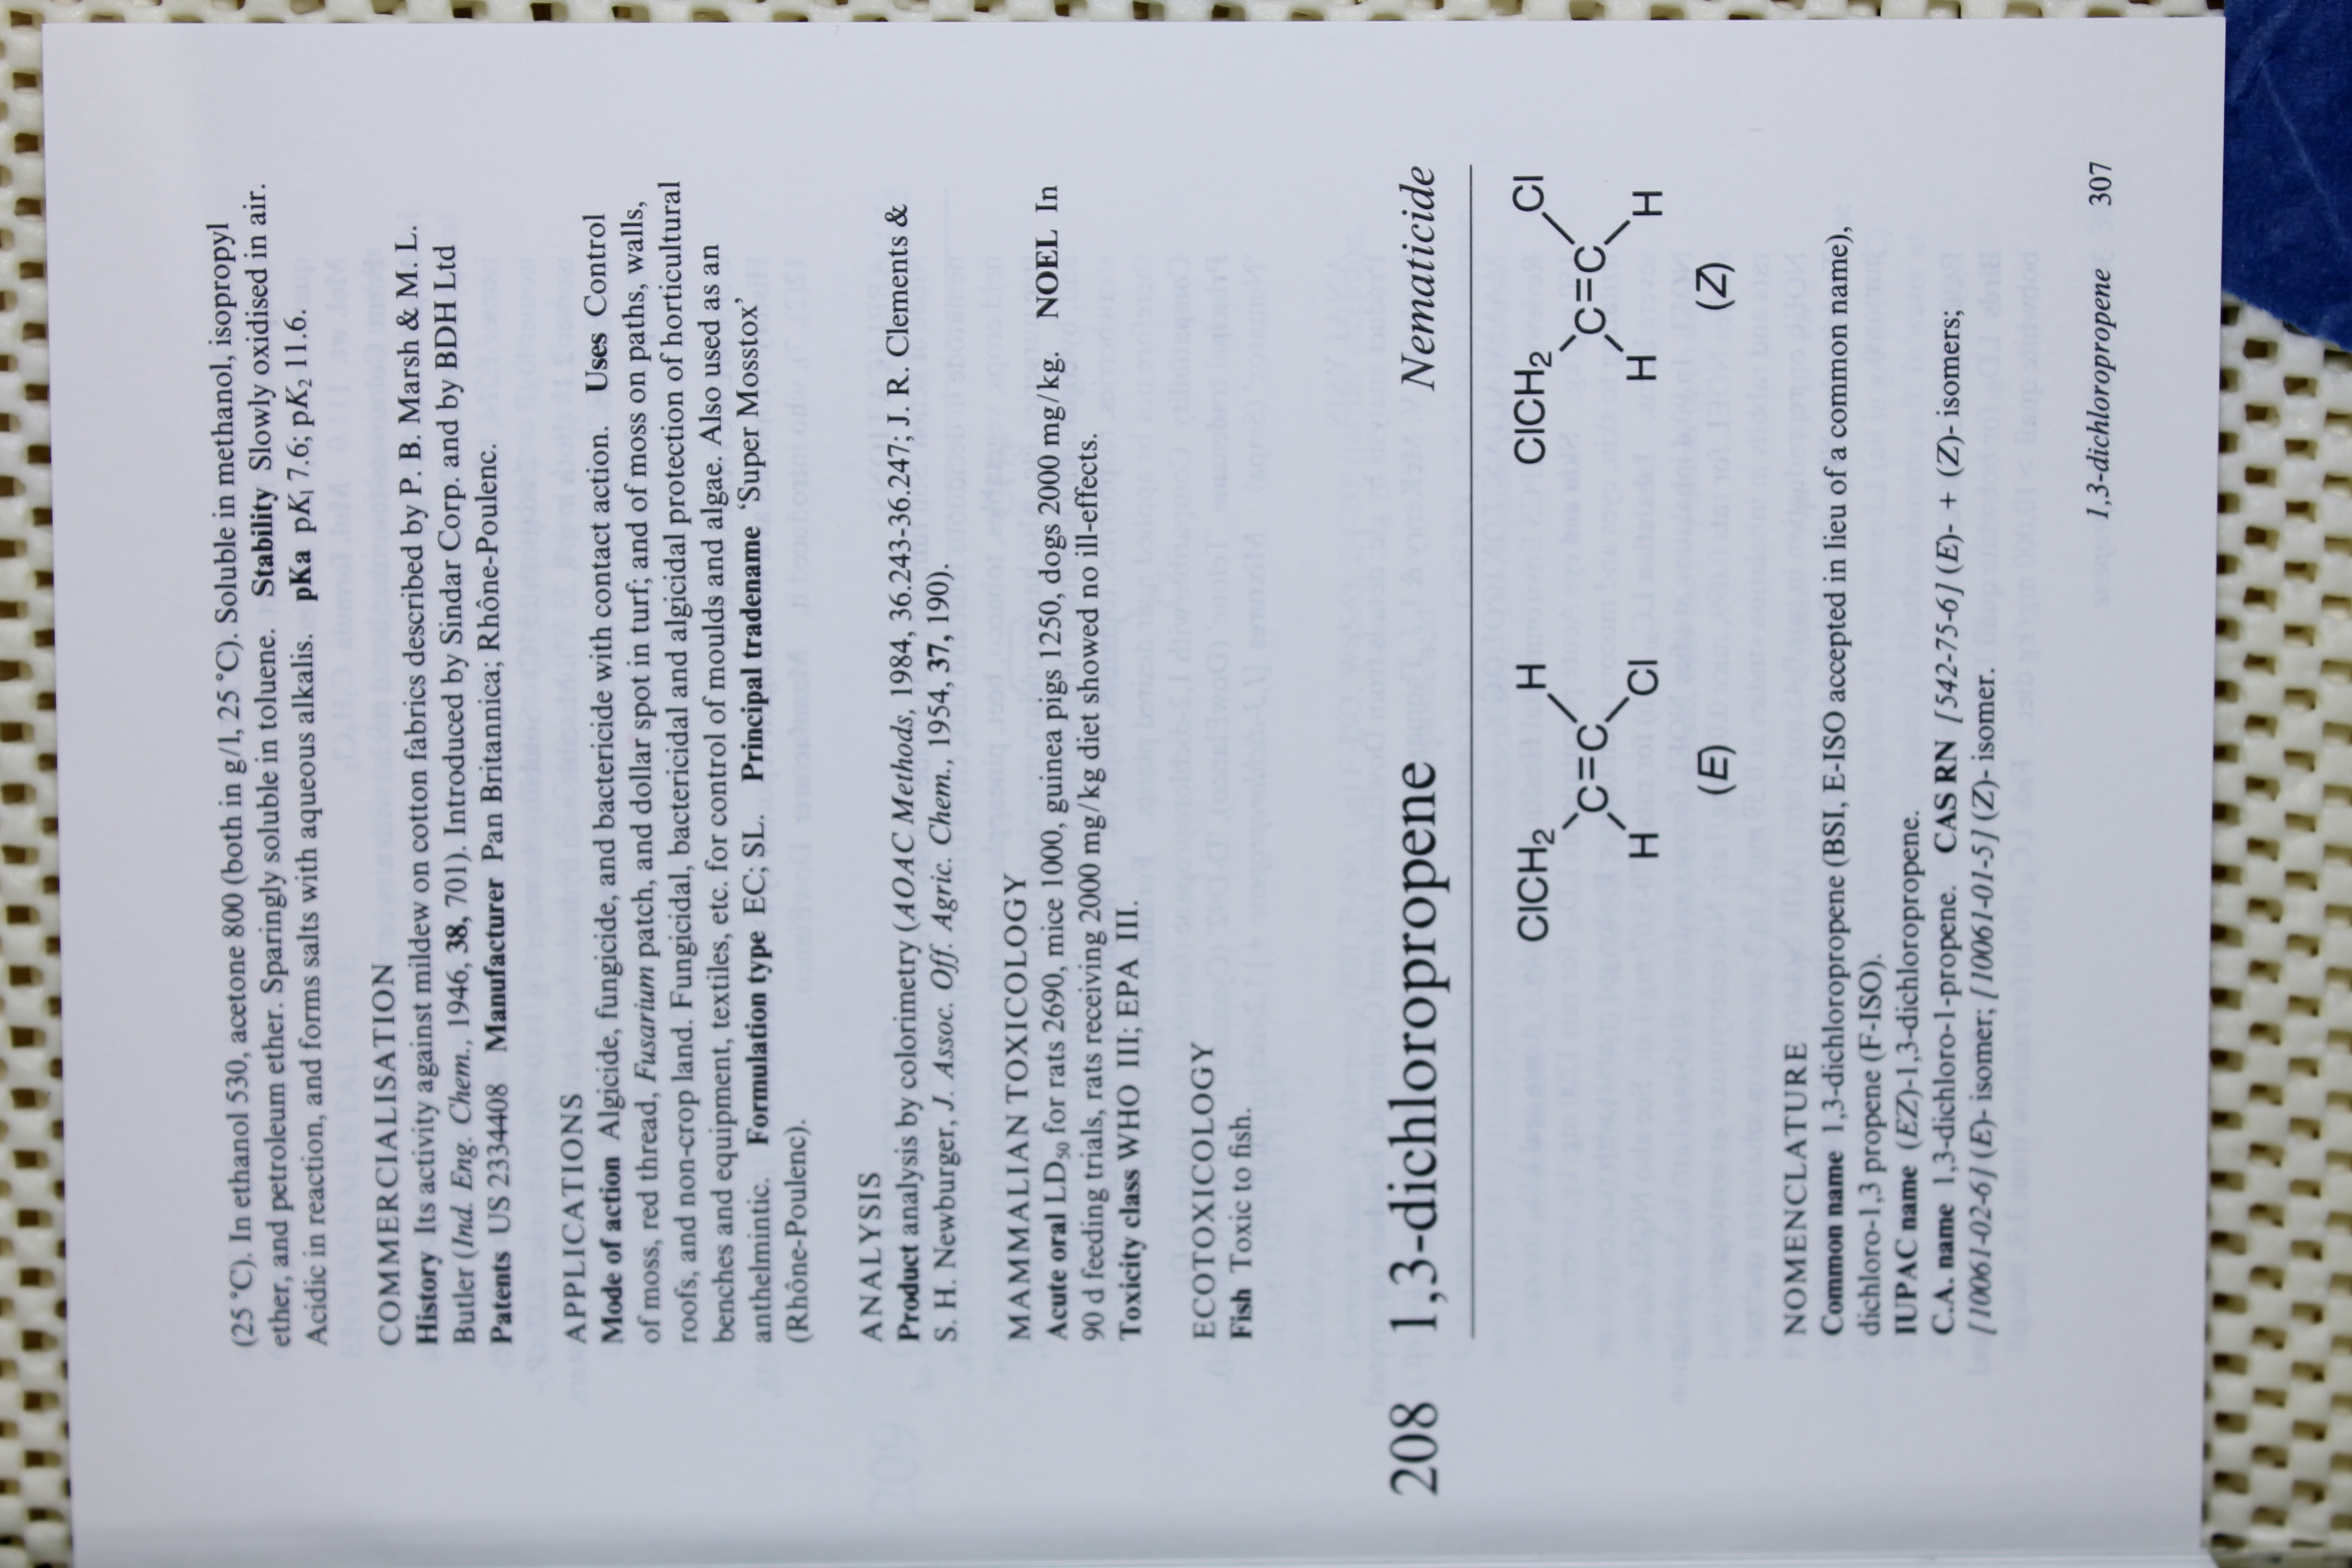 (25 °C). In ethanol 530, acetone 800 (both in g/l, 25 °C). Soluble in methanol, isopropyl
ether, and petroleum ether. Sparingly soluble in toluene. Stability Slowly oxidised in air.
Acidic in reaction, and forms salts with aqueous alkalis. pKa pK₁ 7.6; pK₂ 11.6.
COMMERCIALISATION
History Its activity against mildew on cotton fabrics described by P. B. Marsh & M. L.
Butler (Ind. Eng. Chem., 1946, 38, 701). Introduced by Sindar Corp. and by BDH Ltd
Patents US 2334408 Manufacturer Pan Britannica; Rhône-Poulenc.
APPLICATIONS
Mode of action Algicide, fungicide, and bactericide with contact action. Uses Control
of moss, red thread, Fusarium patch, and dollar spot in turf; and of moss on paths, walls,
roofs, and non-crop land. Fungicidal, bactericidal and algicidal protection of horticultural
benches and equipment, textiles, etc. for control of moulds and algae. Also used as an
anthelmintic. Formulation type EC; SL. Principal tradename 'Super Mosstox'
(Rhône-Poulenc).
ANALYSIS
Product analysis by colorimetry (AOAC Methods, 1984, 36.243-36.247; J. R. Clements &
S. H. Newburger, J. Assoc. Off. Agric. Chem., 1954, 37, 190).
MAMMALIAN TOXICOLOGY
Acute oral LD₅₀ for rats 2690, mice 1000, guinea pigs 1250, dogs 2000 mg/kg. NOEL In
90 d feeding trials, rats receiving 2000 mg/kg diet showed no ill-effects.
Toxicity class WHO III; EPA III.
ECOTOXICOLOGY
Fish Toxic to fish.
208 1,3-dichloropropene Nematicide
ClCH₂ H ClCH₂ Cl
C=C C=C
H Cl H H
(E) (Z)
NOMENCLATURE
Common name 1,3-dichloropropene (BSI, E-ISO accepted in lieu of a common name),
dichloro-1,3 propene (F-ISO).
IUPAC name (EZ)-1,3-dichloropropene.
C.A. name 1,3-dichloro-1-propene. CAS RN [542-75-6] (E)- + (Z)- isomers;
[10061-02-6] (E)- isomer; [10061-01-5] (Z)- isomer.
1,3-dichloropropene 307